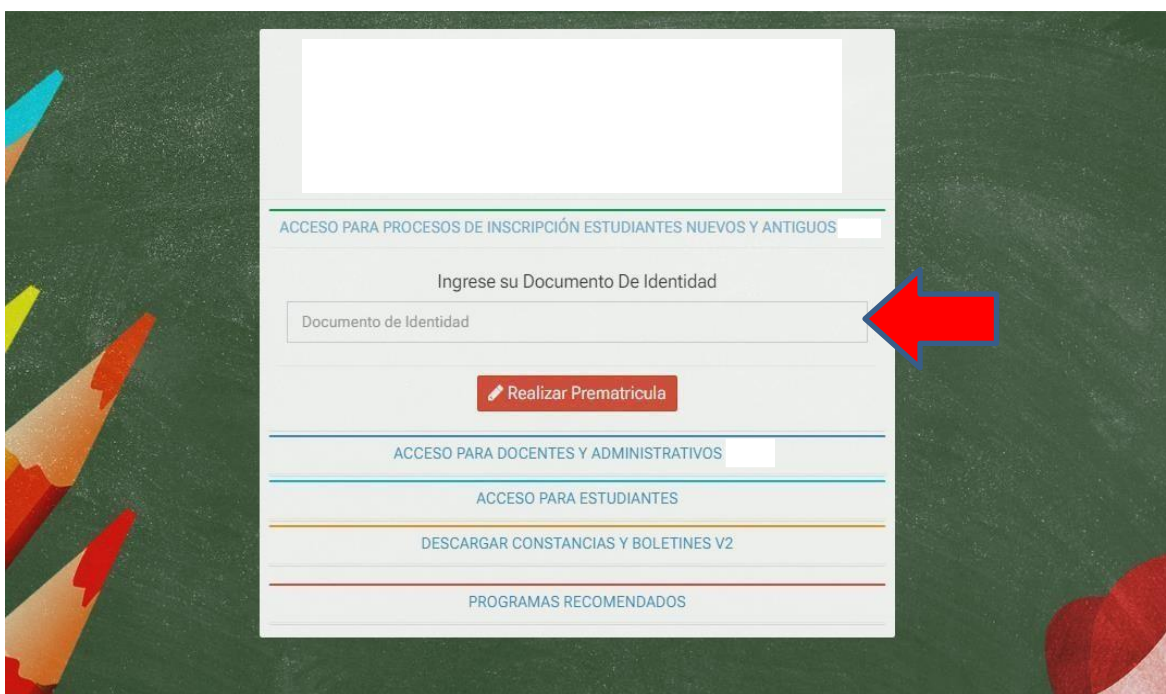 ACCESO PARA PROCESOS DE INSCRIPCIÓN ESTUDIANTES NUEVOS Y ANTIGUOS
Ingrese su Documento De Identidad
Documento de Identidad
Realizar Prematricula
ACCESO PARA DOCENTES Y ADMINISTRATIVOS
ACCESO PARA ESTUDIANTES
DESCARGAR CONSTANCIAS Y BOLETINES V2
PROGRAMAS RECOMENDADOS